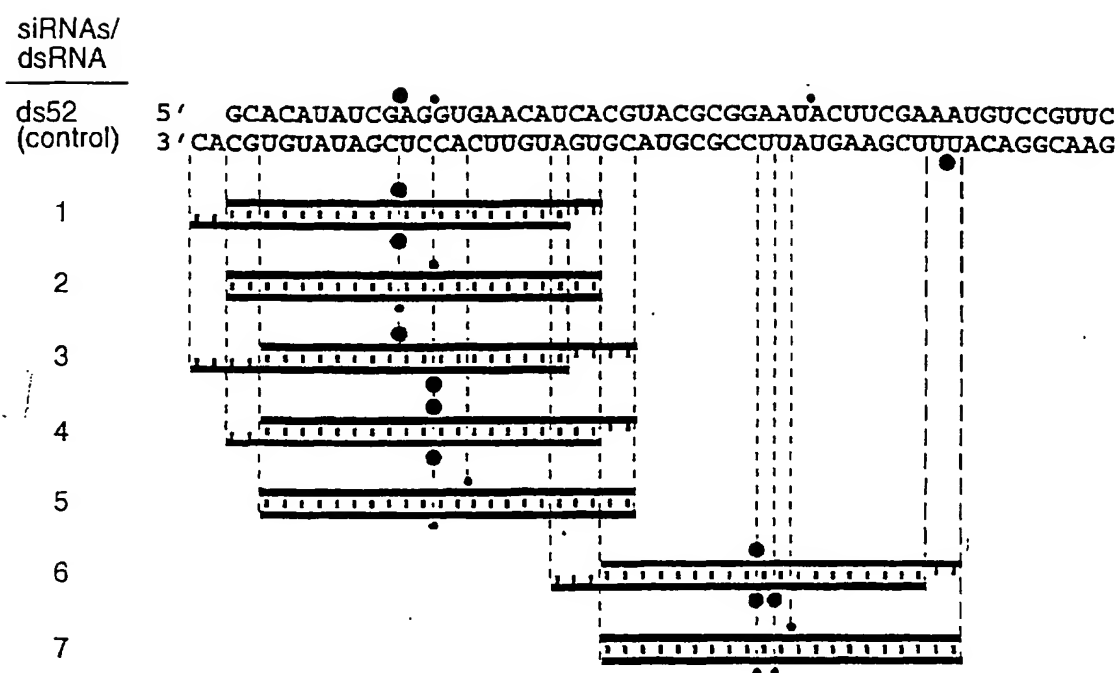 siRNAs/
dsRNA
ds52 5' GCACAUAUCGAGGUGAACAUCACGUACGCGGAAUACUUCGAAAUGUCCGUUC
(control) 3'CACGUGUAUAGCUCCACUUGUAGUGCAUGCGCCUUAUGAAGCUUUACAGGCAAG
1
2
3
4
5
6
7